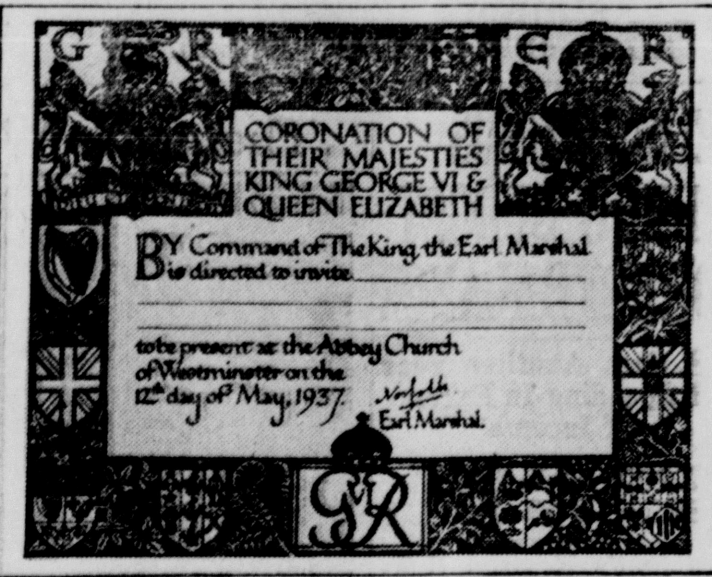 G R
E R
CORONATION OF
THEIR MAJESTIES
KING GEORGE VI &
QUEEN ELIZABETH
BY Command of The King, the Earl Marshal
is directed to invite
to be present at the Abbey Church
of Westminster on the
12th day of May, 1937.
Norfolk
Earl Marshal.
G VI R